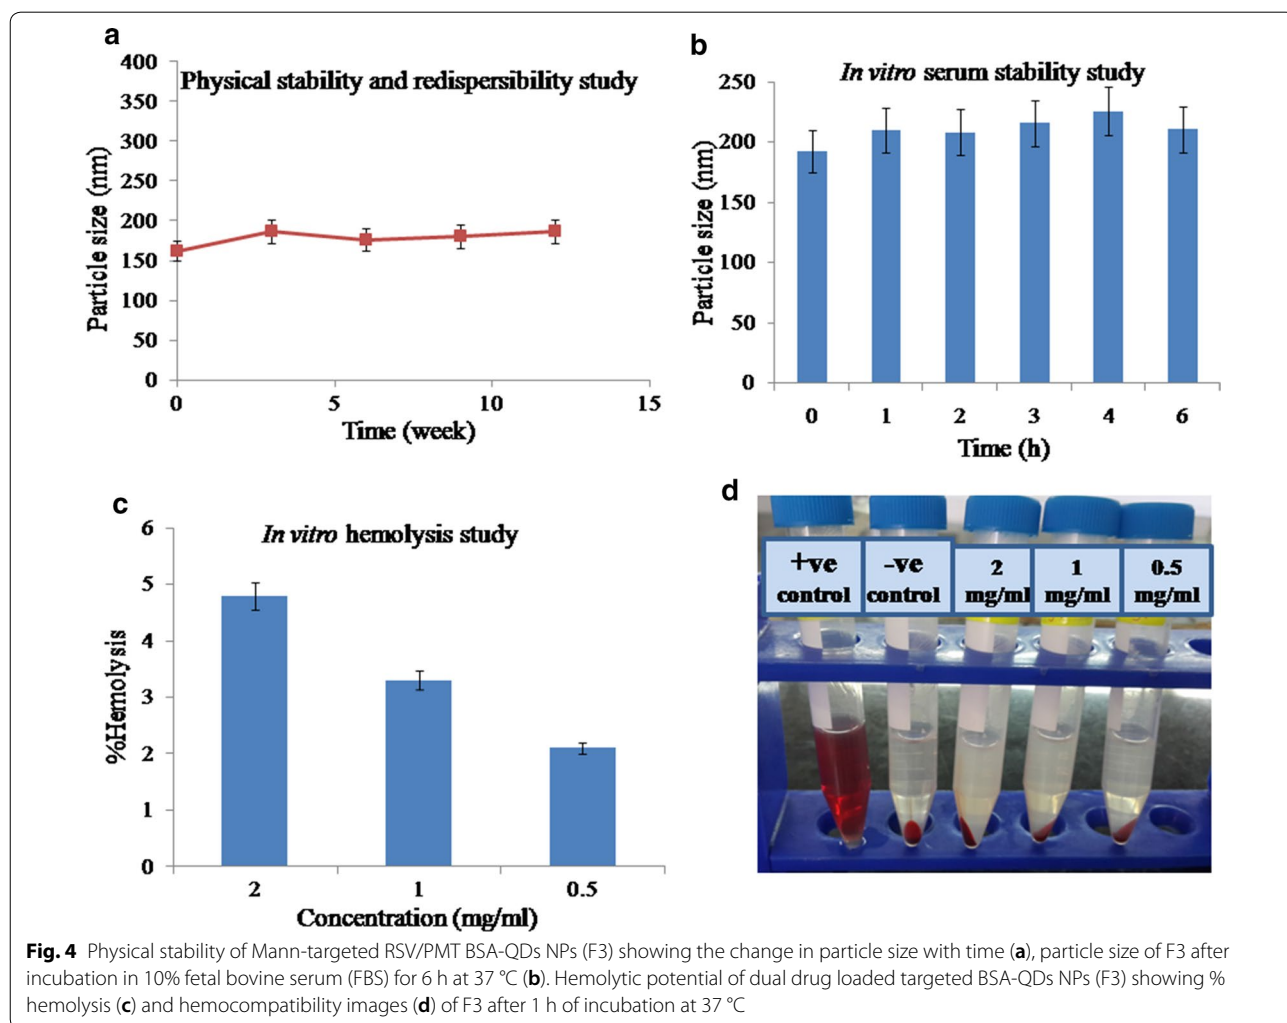 a
Physical stability and redispersibility study
400
350
300
250
200
150
100
50
0
Particle size (nm)
0 5 10 15
Time (week)
b
In vitro serum stability study
250
200
150
100
50
0
Particle size (nm)
0 1 2 3 4 6
Time (h)
c
In vitro hemolysis study
6
5
4
3
2
1
0
%Hemolysis
2 1 0.5
Concentration (mg/ml)
d
+ve control
-ve control
2 mg/ml
1 mg/ml
0.5 mg/ml
Fig. 4 Physical stability of Mann-targeted RSV/PMT BSA-QDs NPs (F3) showing the change in particle size with time (a), particle size of F3 after
incubation in 10% fetal bovine serum (FBS) for 6 h at 37 °C (b). Hemolytic potential of dual drug loaded targeted BSA-QDs NPs (F3) showing %
hemolysis (c) and hemocompatibility images (d) of F3 after 1 h of incubation at 37 °C